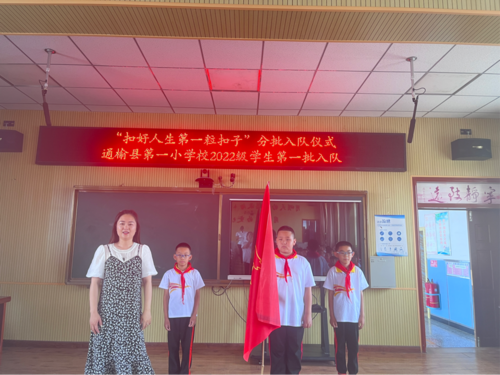 “扣好人生第一粒扣子”分批入队仪式
通榆县第一小学校2022级学生第一批入队